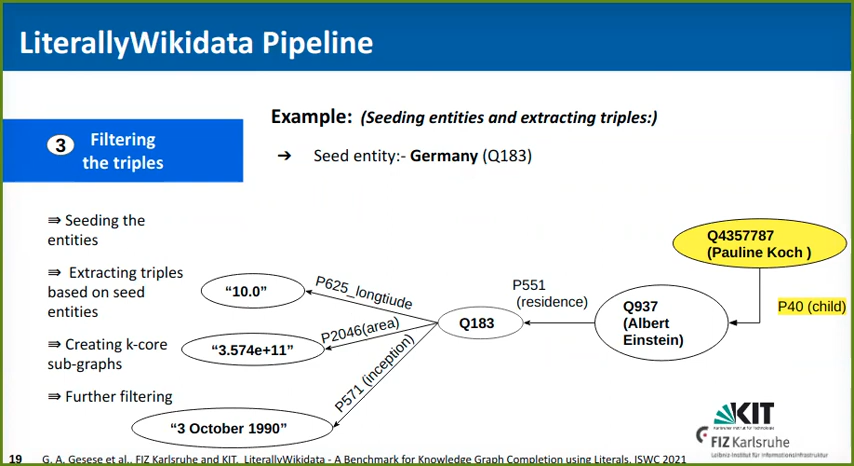 LiterallyWikidata Pipeline
3 Filtering
the triples
Example: (Seeding entities and extracting triples:)
➔ Seed entity:- Germany (Q183)
⇛ Seeding the
entities
⇛ Extracting triples
based on seed
entities
⇛ Creating k-core
sub-graphs
⇛ Further filtering
Q4357787
(Pauline Koch )
P40 (child)
P551
(residence)
Q937
(Albert
Einstein)
Q183
P625_longtiude
"10.0"
P2046(area)
"3.574e+11"
P571 (inception)
"3 October 1990"
KIT
FIZ Karlsruhe
Leibniz-Institut für Informationsinfrastruktur
19 G. A. Gesese et al., FIZ Karlsruhe and KIT, LiterallyWikidata - A Benchmark for Knowledge Graph Completion using Literals, ISWC 2021